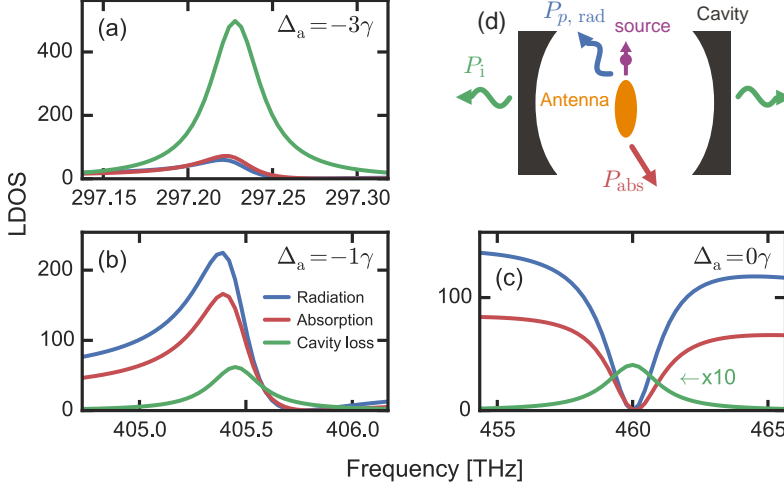 (a)
Δa=−3γ
400
200
0
297.15
297.20
297.25
297.30
(d)
Pp, rad
source
Cavity
Pi
Antenna
Pabs
LDOS
(b)
Δa=−1γ
200
100
0
Radiation
Absorption
Cavity loss
405.0
405.5
406.0
(c)
Δa=0γ
100
0
←x10
455
460
465
Frequency [THz]